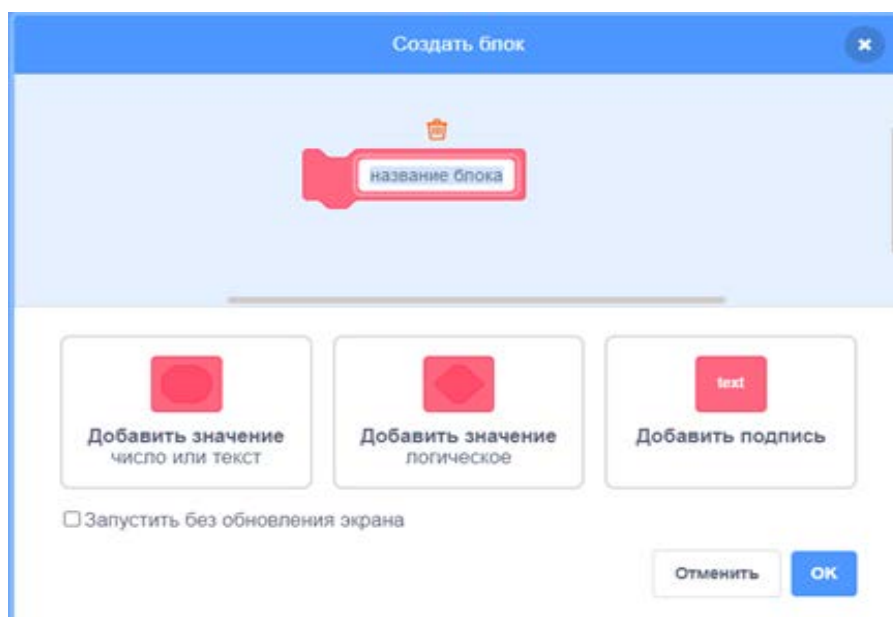 Создать блок
название блока
text
Добавить значение
число или текст
Добавить значение
логическое
Добавить подпись
Запустить без обновления экрана
Отменить
OK